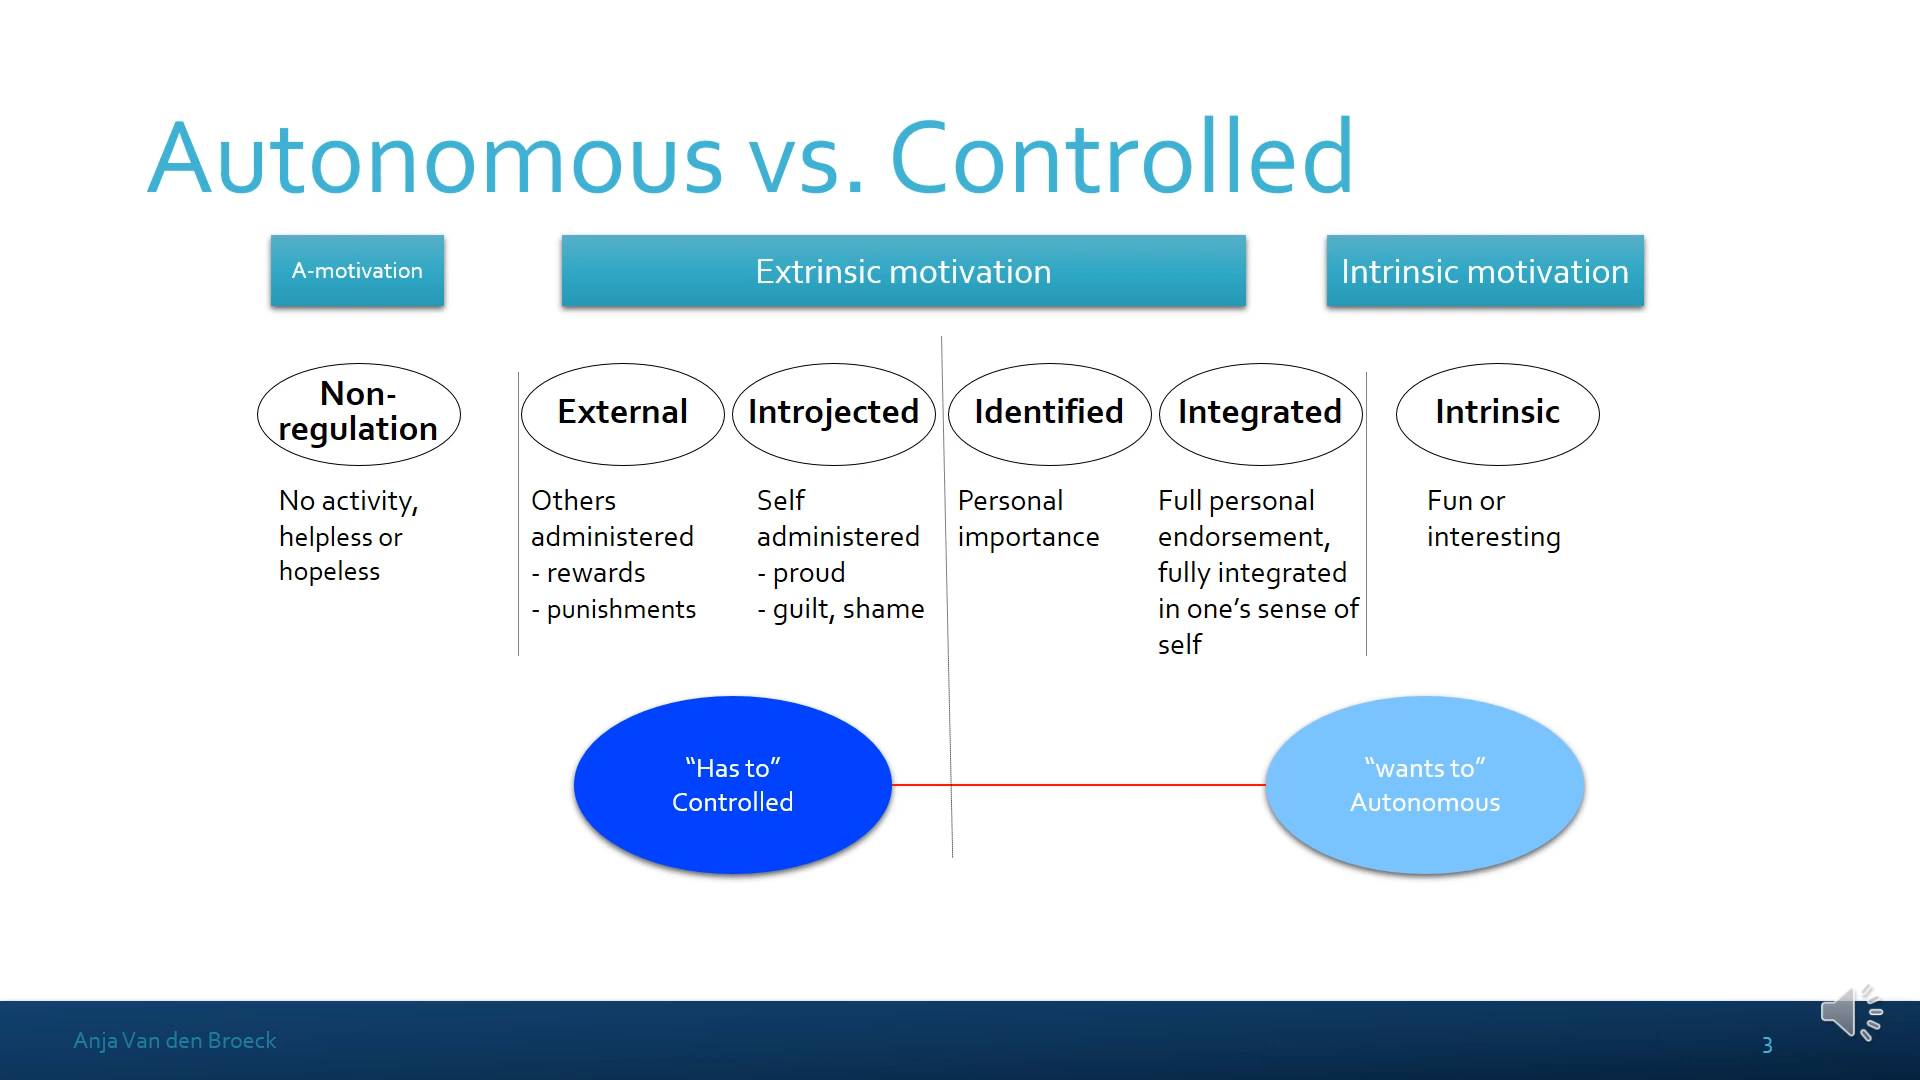 Autonomous vs. Controlled
A-motivation
Extrinsic motivation
Intrinsic motivation
Non-
regulation
External
Introjected
Identified
Integrated
Intrinsic
No activity,
helpless or
hopeless
Others
administered
- rewards
- punishments
Self
administered
- proud
- guilt, shame
Personal
importance
Full personal
endorsement,
fully integrated
in one’s sense of
self
Fun or
interesting
“Has to”
Controlled
“wants to”
Autonomous
Anja Van den Broeck
3